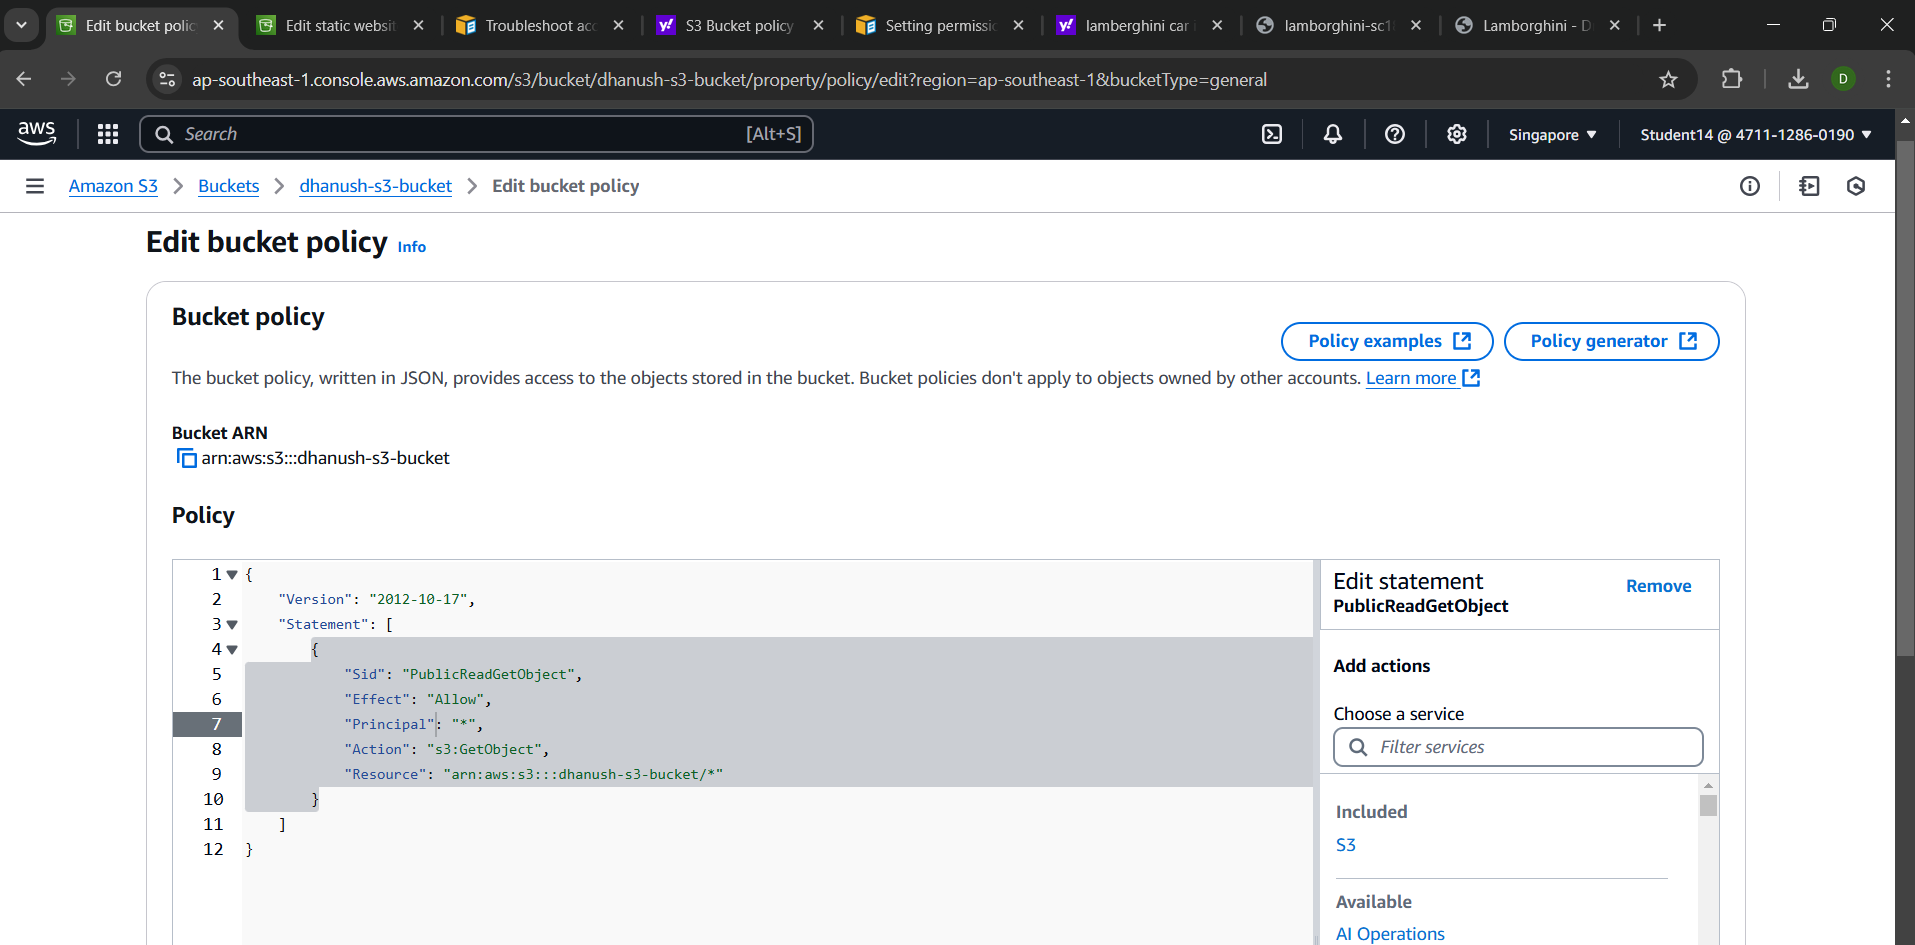 Edit bucket polic
Edit static websit
Troubleshoot acc
S3 Bucket policy
Setting permissio
lamberghini car i
lamborghini-sc1
Lamborghini - D
ap-southeast-1.console.aws.amazon.com/s3/bucket/dhanush-s3-bucket/property/policy/edit?region=ap-southeast-1&bucketType=general
D
aws
Search
[Alt+S]
Singapore
Student14 @ 4711-1286-0190
Amazon S3 > Buckets > dhanush-s3-bucket > Edit bucket policy
Edit bucket policy Info
Bucket policy
Policy examples
Policy generator
The bucket policy, written in JSON, provides access to the objects stored in the bucket. Bucket policies don't apply to objects owned by other accounts. Learn more
Bucket ARN
arn:aws:s3:::dhanush-s3-bucket
Policy
1 {
2 "Version": "2012-10-17",
3 "Statement": [
4 {
5 "Sid": "PublicReadGetObject",
6 "Effect": "Allow",
7 "Principal": "*",
8 "Action": "s3:GetObject",
9 "Resource": "arn:aws:s3:::dhanush-s3-bucket/*"
10 }
11 ]
12 }
Edit statement
Remove
PublicReadGetObject
Add actions
Choose a service
Filter services
Included
S3
Available
AI Operations